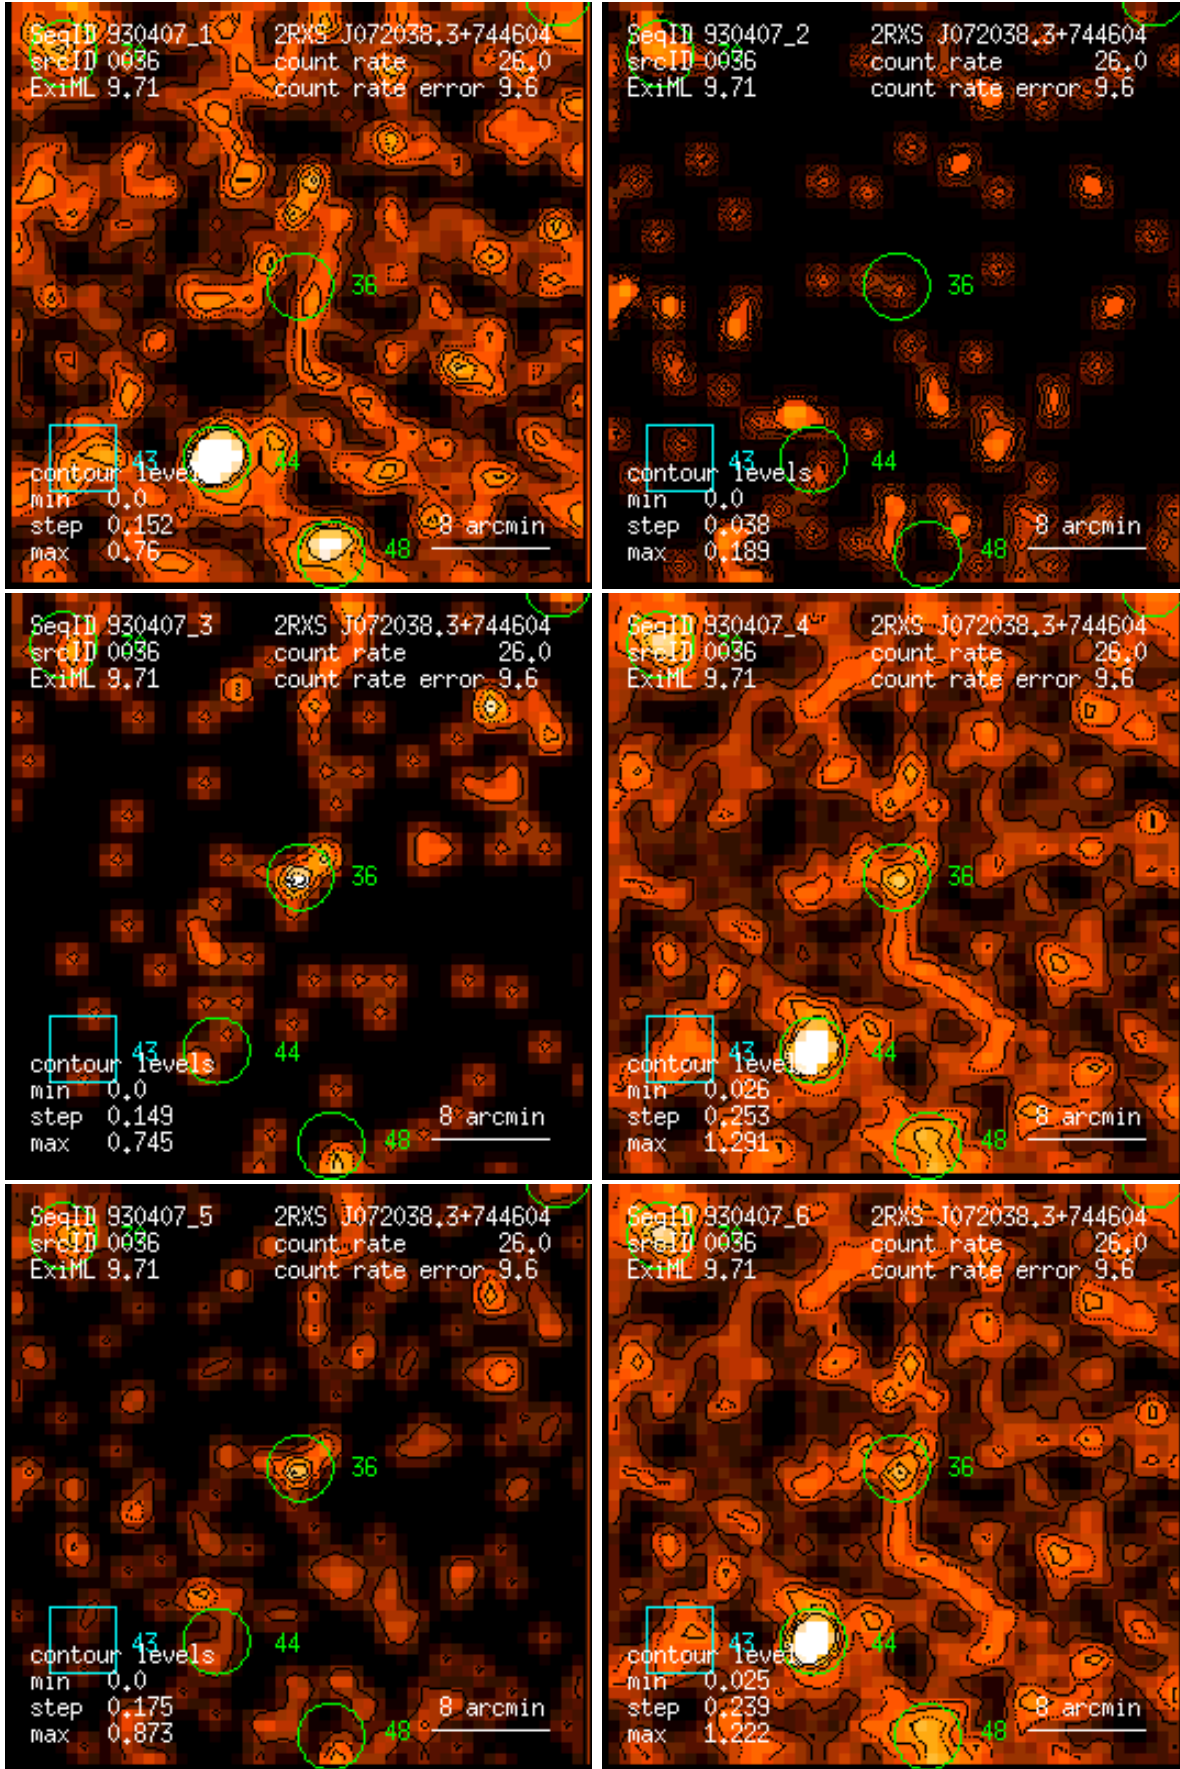 SeqID 930407_1 2RXS J072038.3+744604
srcID 0036 count rate 26.0
ExiML 9.71 count rate error 9.6
36
43 44
contour levels
min 0.0
step 0.152 8 arcmin
max 0.76 48
SeqID 930407_2 2RXS J072038.3+744604
srcID 0036 count rate 26.0
ExiML 9.71 count rate error 9.6
36
43 44
contour levels
min 0.0
step 0.038 8 arcmin
max 0.189 48
SeqID 930407_3 2RXS J072038.3+744604
srcID 0036 count rate 26.0
ExiML 9.71 count rate error 9.6
36
43 44
contour levels
min 0.0
step 0.149 8 arcmin
max 0.745 48
SeqID 930407_4 2RXS J072038.3+744604
srcID 0036 count rate 26.0
ExiML 9.71 count rate error 9.6
36
43 44
contour levels
min 0.026
step 0.253 8 arcmin
max 1.291 48
SeqID 930407_5 2RXS J072038.3+744604
srcID 0036 count rate 26.0
ExiML 9.71 count rate error 9.6
36
43 44
contour levels
min 0.0
step 0.175 8 arcmin
max 0.873 48
SeqID 930407_6 2RXS J072038.3+744604
srcID 0036 count rate 26.0
ExiML 9.71 count rate error 9.6
36
43 44
contour levels
min 0.025
step 0.239 8 arcmin
max 1.222 48